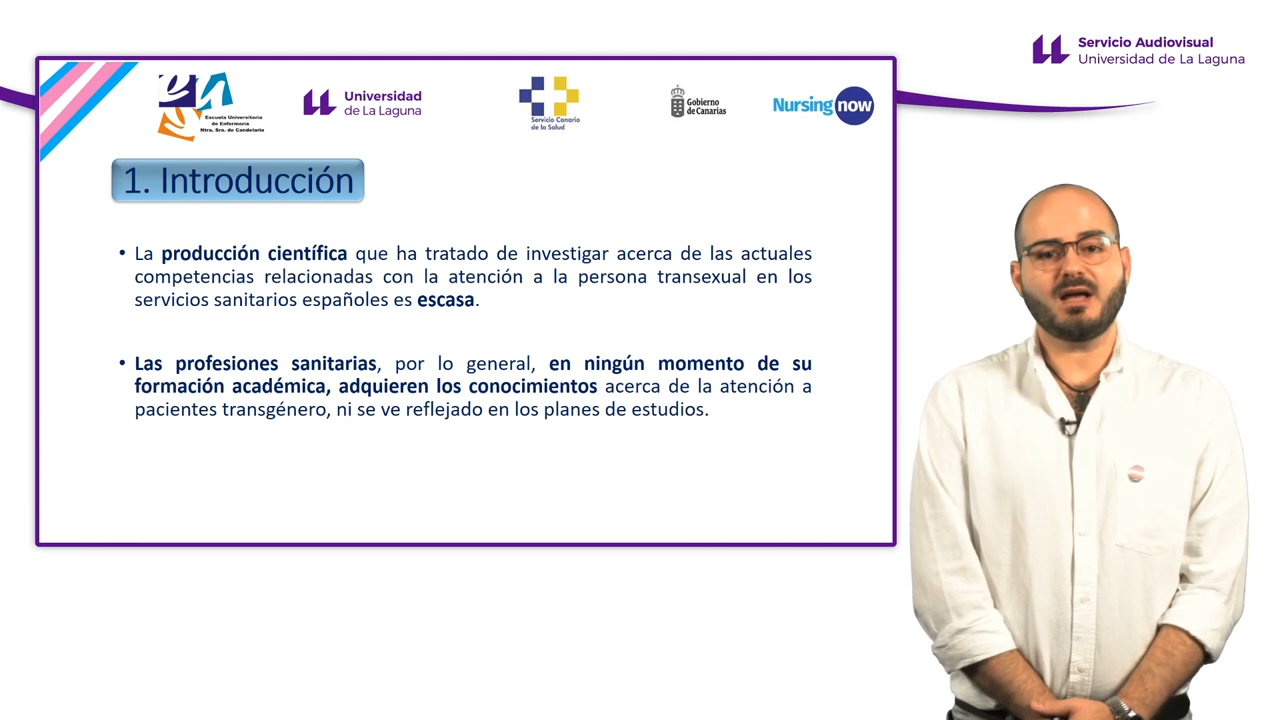 Servicio Audiovisual
Universidad de La Laguna
Escuela Universitaria
de Enfermería
Ntra. Sra. de Candelaria
Universidad
de La Laguna
Servicio Canario
de la Salud
Gobierno
de Canarias
Nursing now
1. Introducción
• La producción científica que ha tratado de investigar acerca de las actuales
competencias relacionadas con la atención a la persona transexual en los
servicios sanitarios españoles es escasa.
• Las profesiones sanitarias, por lo general, en ningún momento de su
formación académica, adquieren los conocimientos acerca de la atención a
pacientes transgénero, ni se ve reflejado en los planes de estudios.